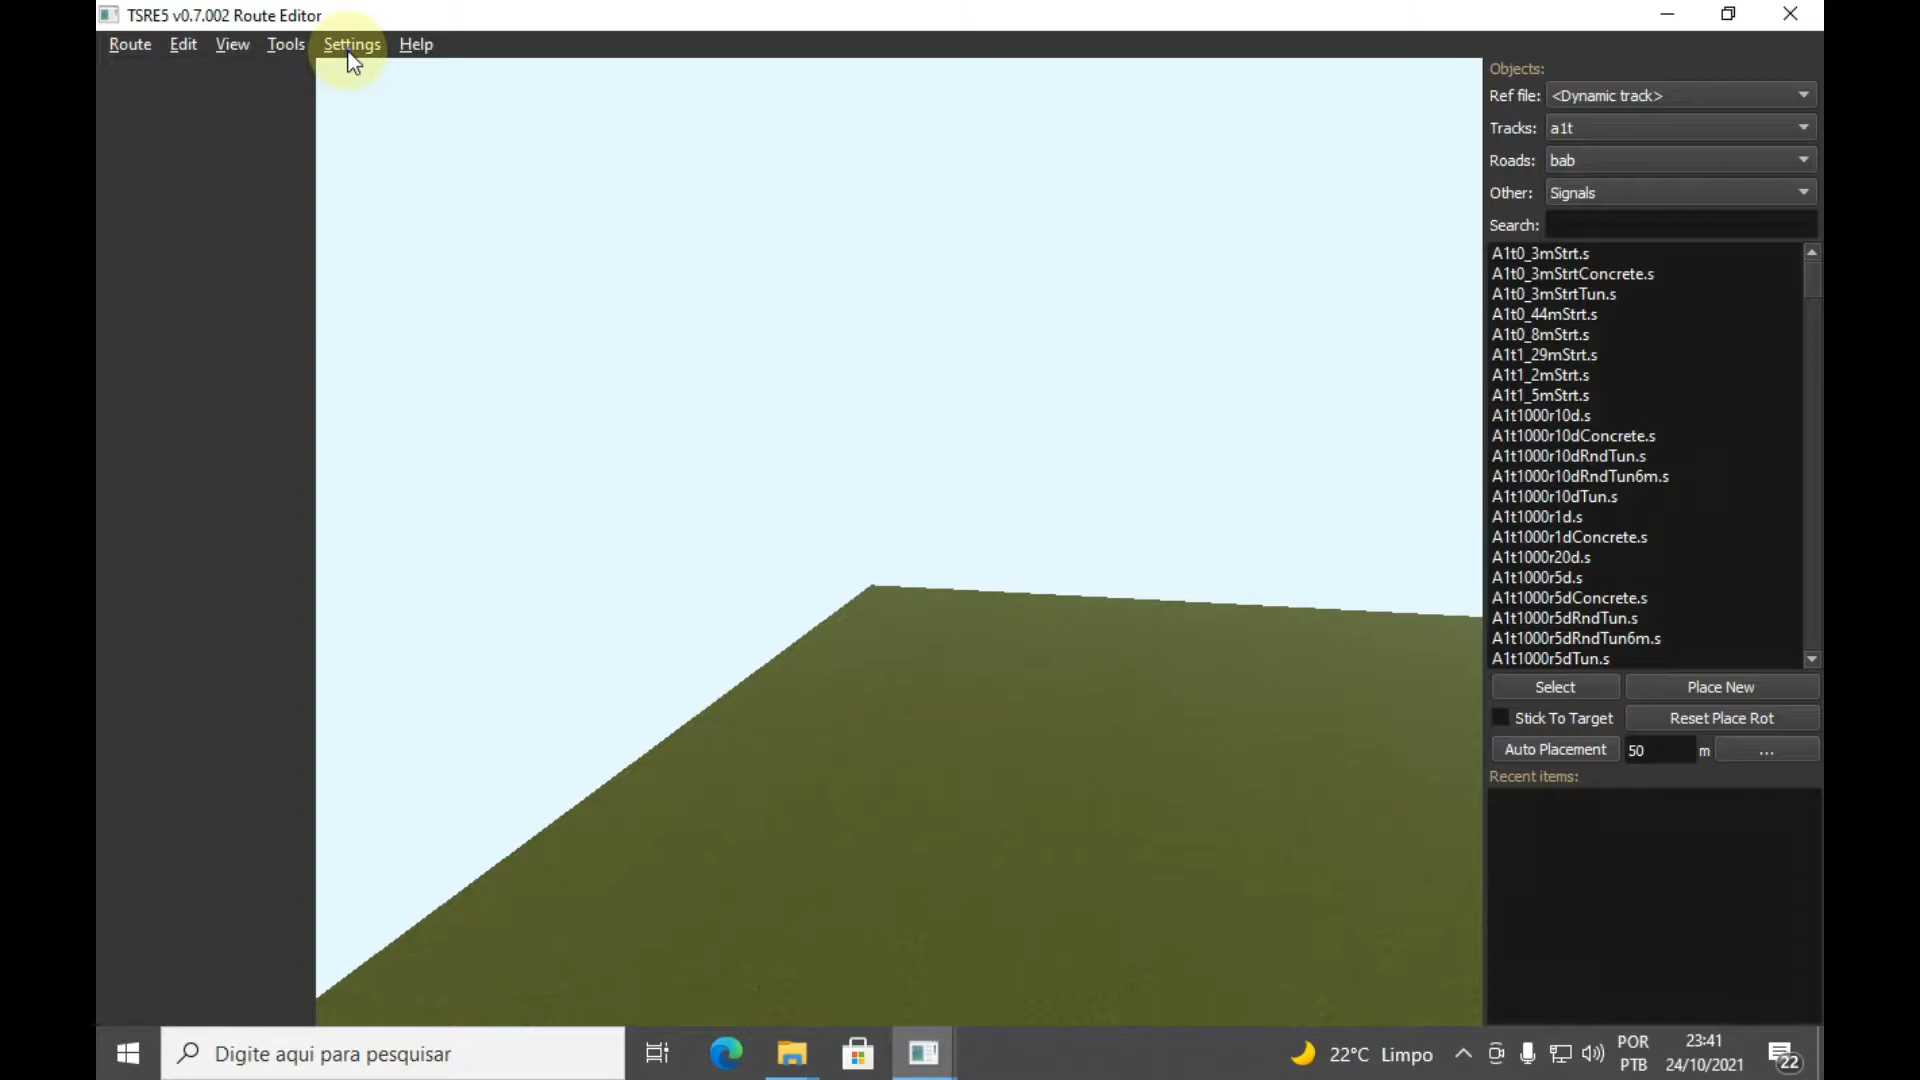 TSRE5 v0.7.002 Route Editor
Route Edit View Tools Settings Help
Objects:
Ref file: <Dynamic track>
Tracks: a1t
Roads: bab
Other: Signals
Search:
A1t0_3mStrt.s
A1t0_3mStrtConcrete.s
A1t0_3mStrtTun.s
A1t0_44mStrt.s
A1t0_8mStrt.s
A1t1_29mStrt.s
A1t1_2mStrt.s
A1t1_5mStrt.s
A1t1000r10d.s
A1t1000r10dConcrete.s
A1t1000r10dRndTun.s
A1t1000r10dRndTun6m.s
A1t1000r10dTun.s
A1t1000r1d.s
A1t1000r1dConcrete.s
A1t1000r20d.s
A1t1000r5d.s
A1t1000r5dConcrete.s
A1t1000r5dRndTun.s
A1t1000r5dRndTun6m.s
A1t1000r5dTun.s
Select Place New
Stick To Target Reset Place Rot
Auto Placement 50 m ...
Recent items:
Digite aqui para pesquisar
22°C Limpo
POR
PTB
23:41
24/10/2021
22